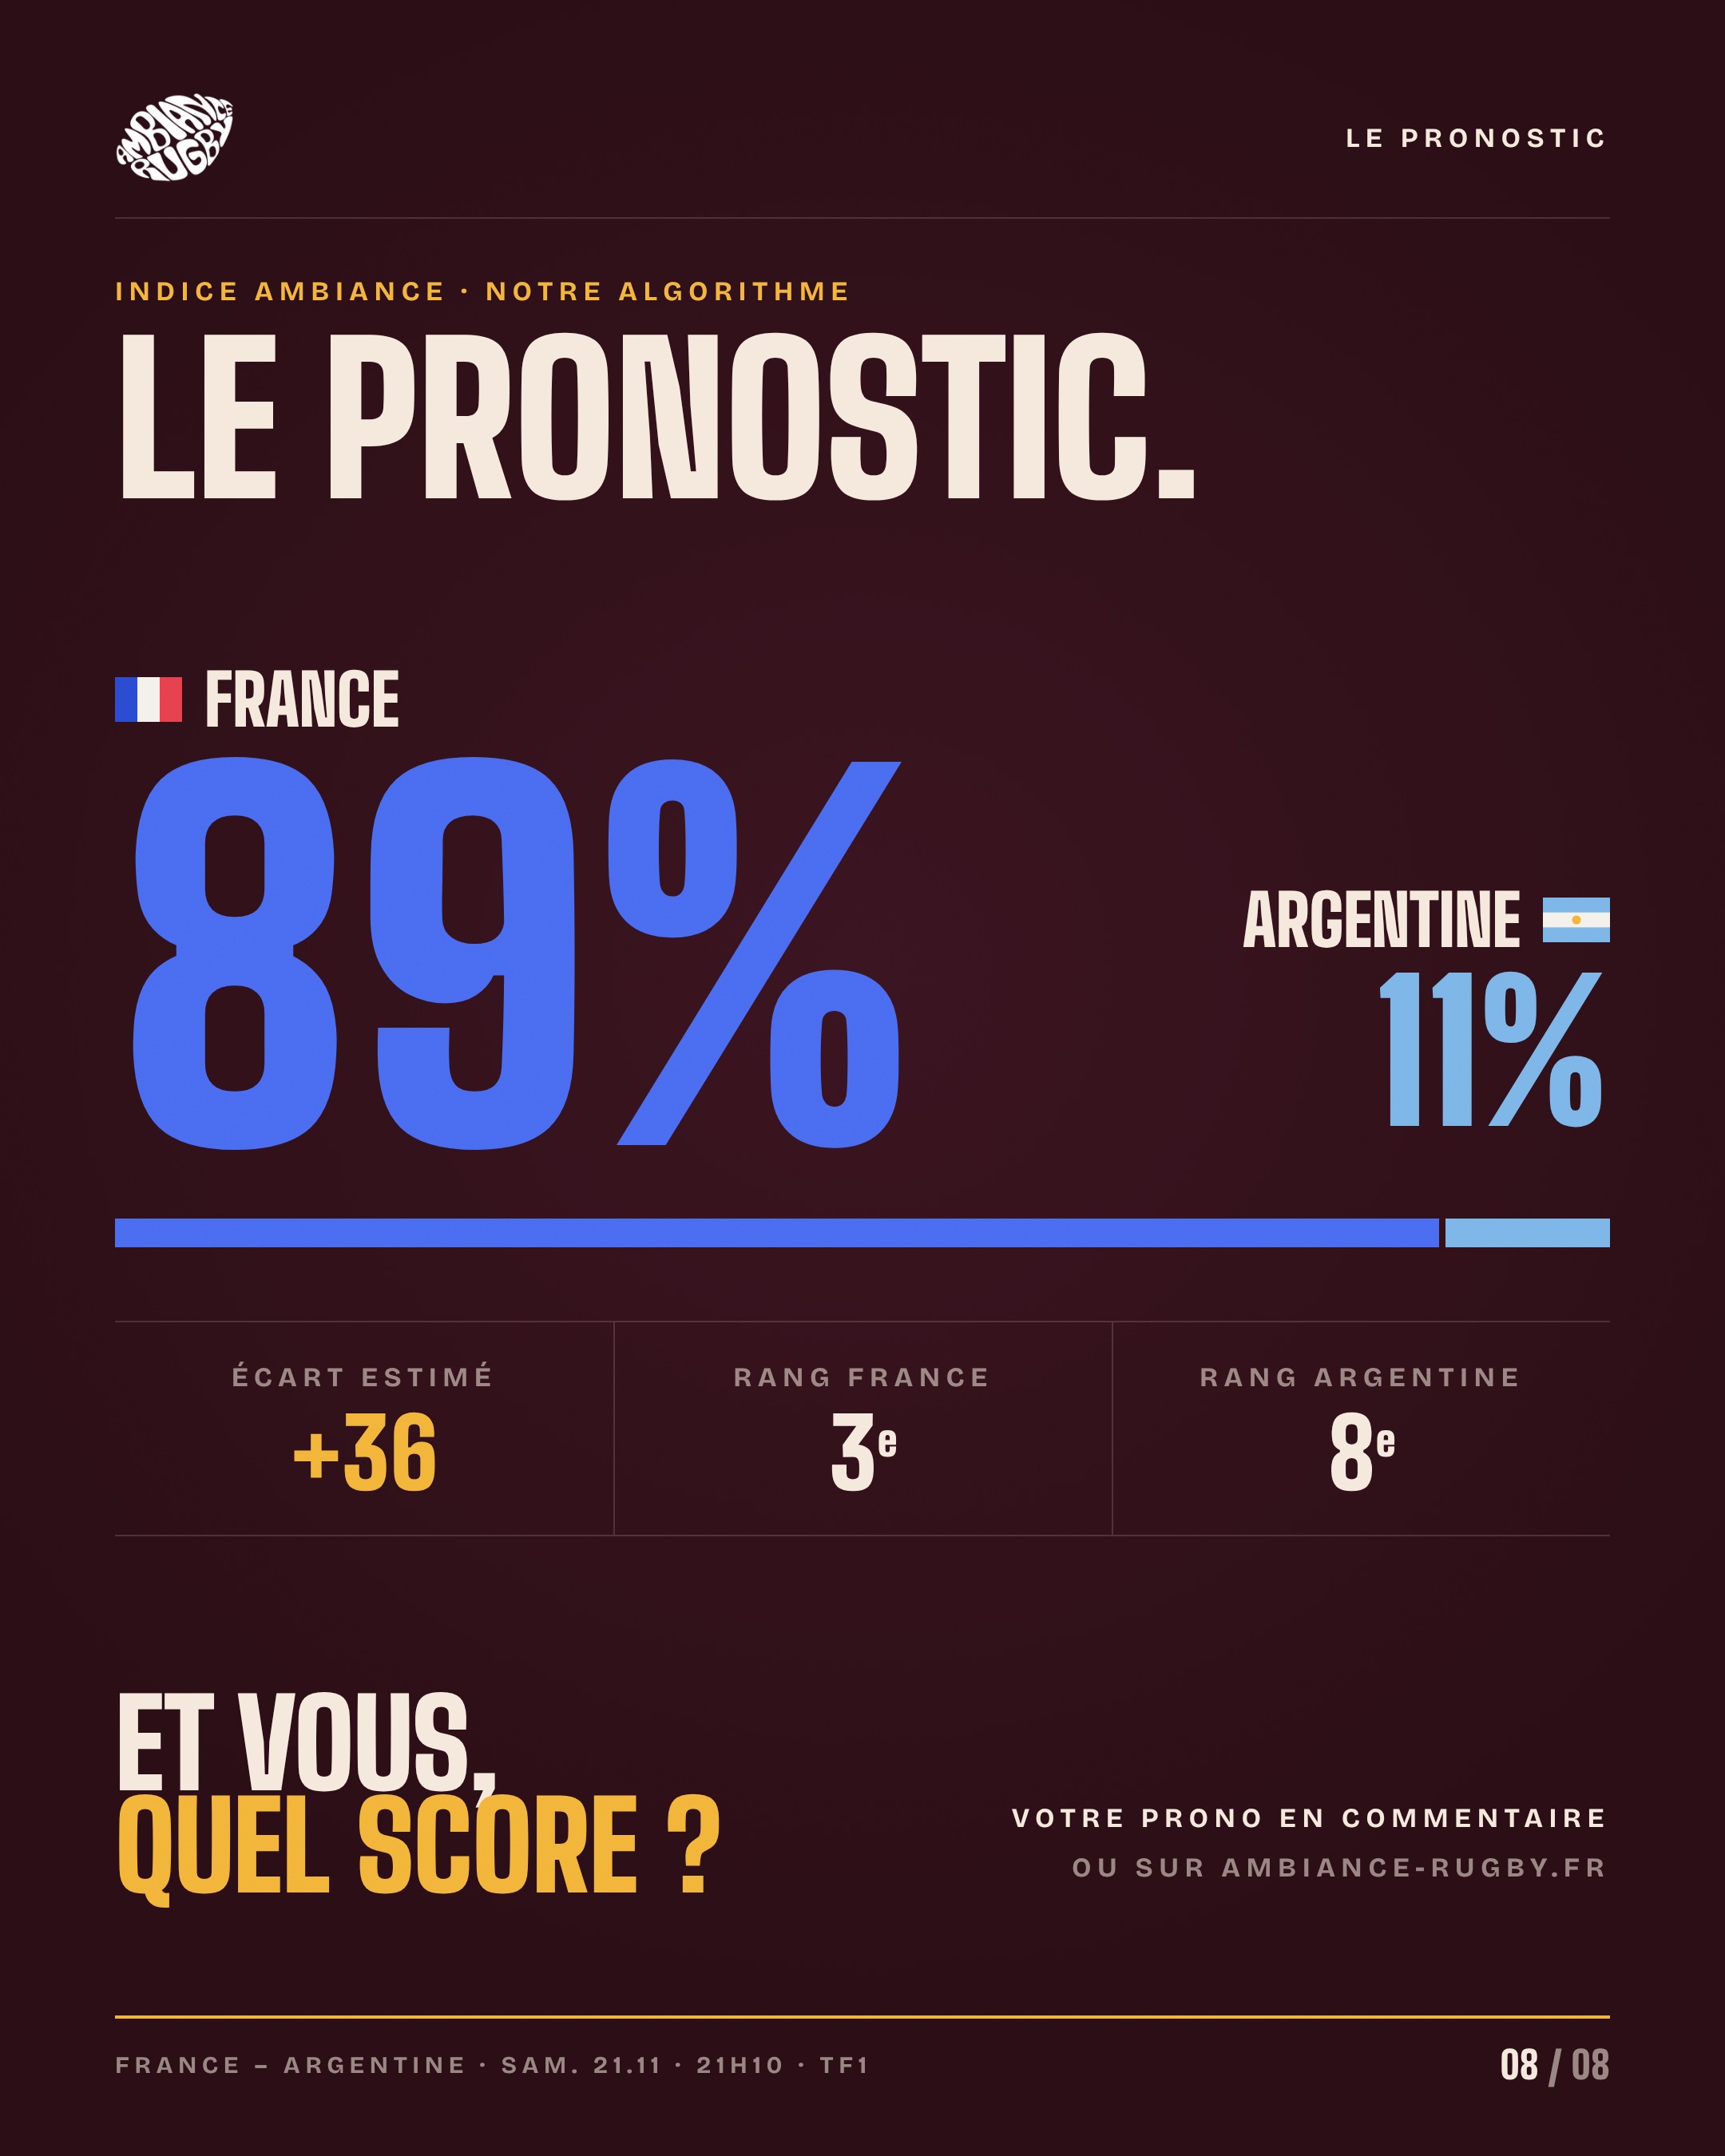 AMBIANCE
RUGBY
LE PRONOSTIC
INDICE AMBIANCE · NOTRE ALGORITHME
LE PRONOSTIC.
FRANCE
89%
ARGENTINE
11%
ÉCART ESTIMÉ
+36
RANG FRANCE
3e
RANG ARGENTINE
8e
ET VOUS,
QUEL SCORE ?
VOTRE PRONO EN COMMENTAIRE
OU SUR AMBIANCE-RUGBY.FR
FRANCE – ARGENTINE · SAM. 21.11 · 21H10 · TF1
08 / 08